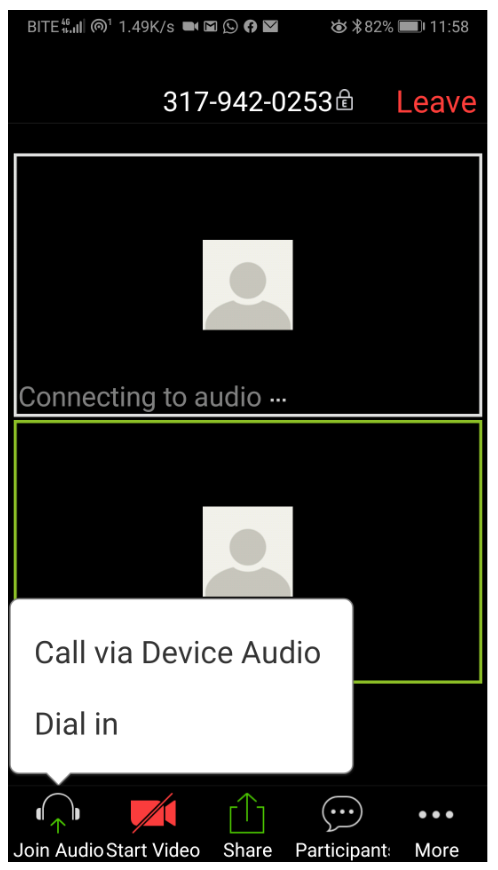 BITE 4G 1.49K/s 82% 11:58
317-942-0253 E Leave
Connecting to audio ...
Call via Device Audio
Dial in
Join Audio Start Video Share Participants More